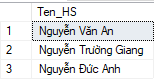 Ten_HS
1 Nguyễn Văn An
2 Nguyễn Trường Giang
3 Nguyễn Đức Anh